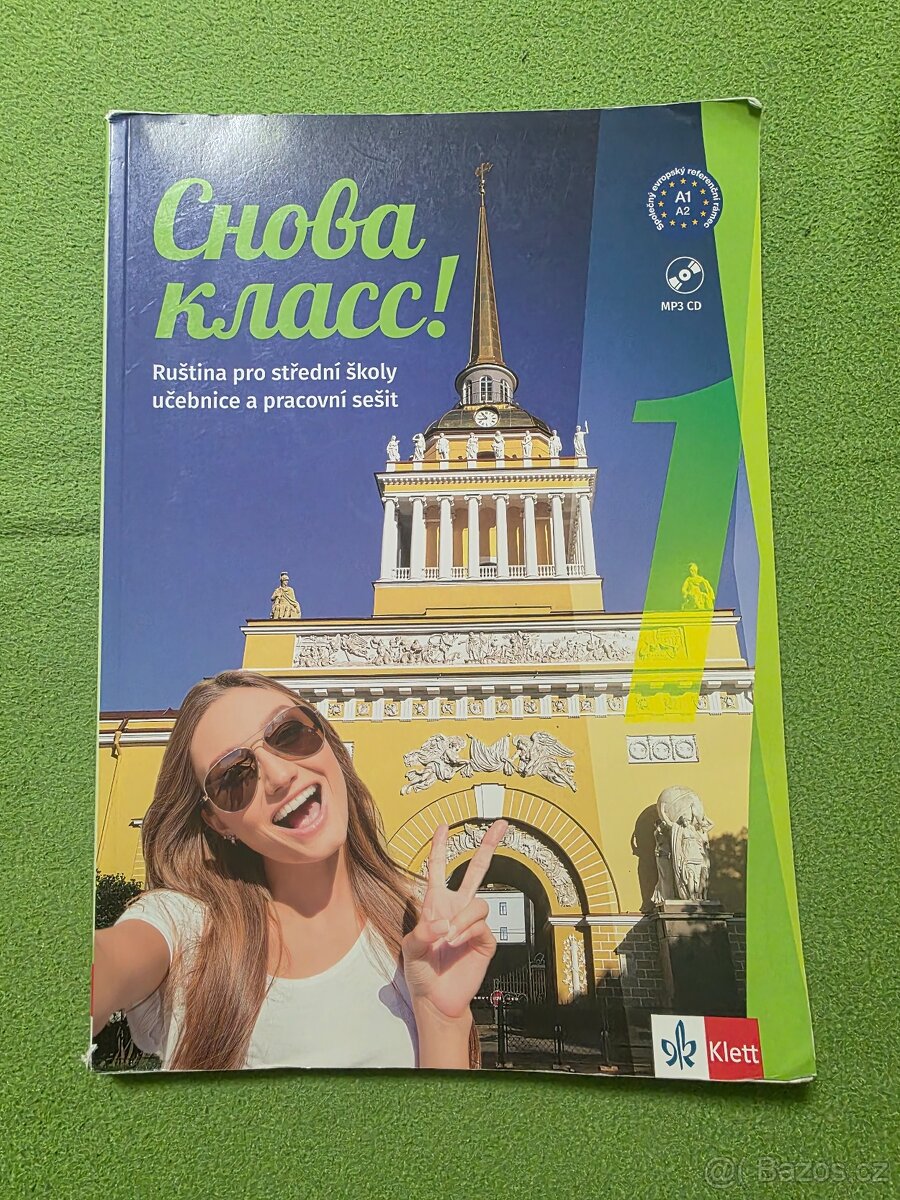 Снова
класс!
Ruština pro střední školy
učebnice a pracovní sešit
Společný evropský referenční rámec
A1
A2
MP3 CD
1
Klett
@ Bazos.cz